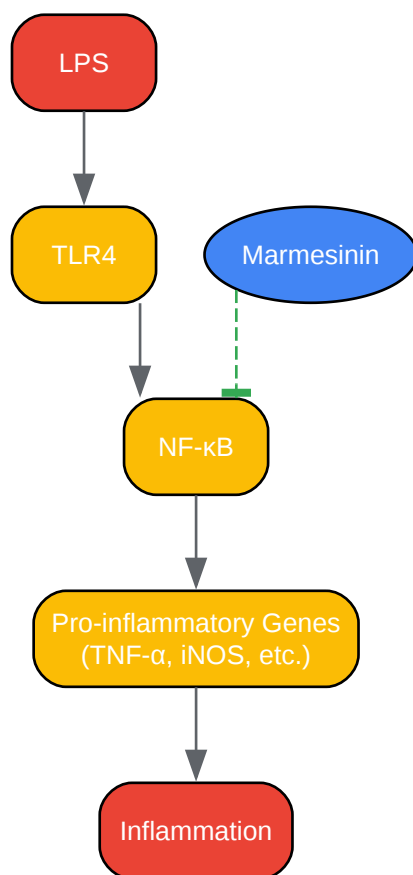 LPS
TLR4
Marmesinin
NF-κB
Pro-inflammatory Genes
(TNF-α, iNOS, etc.)
Inflammation